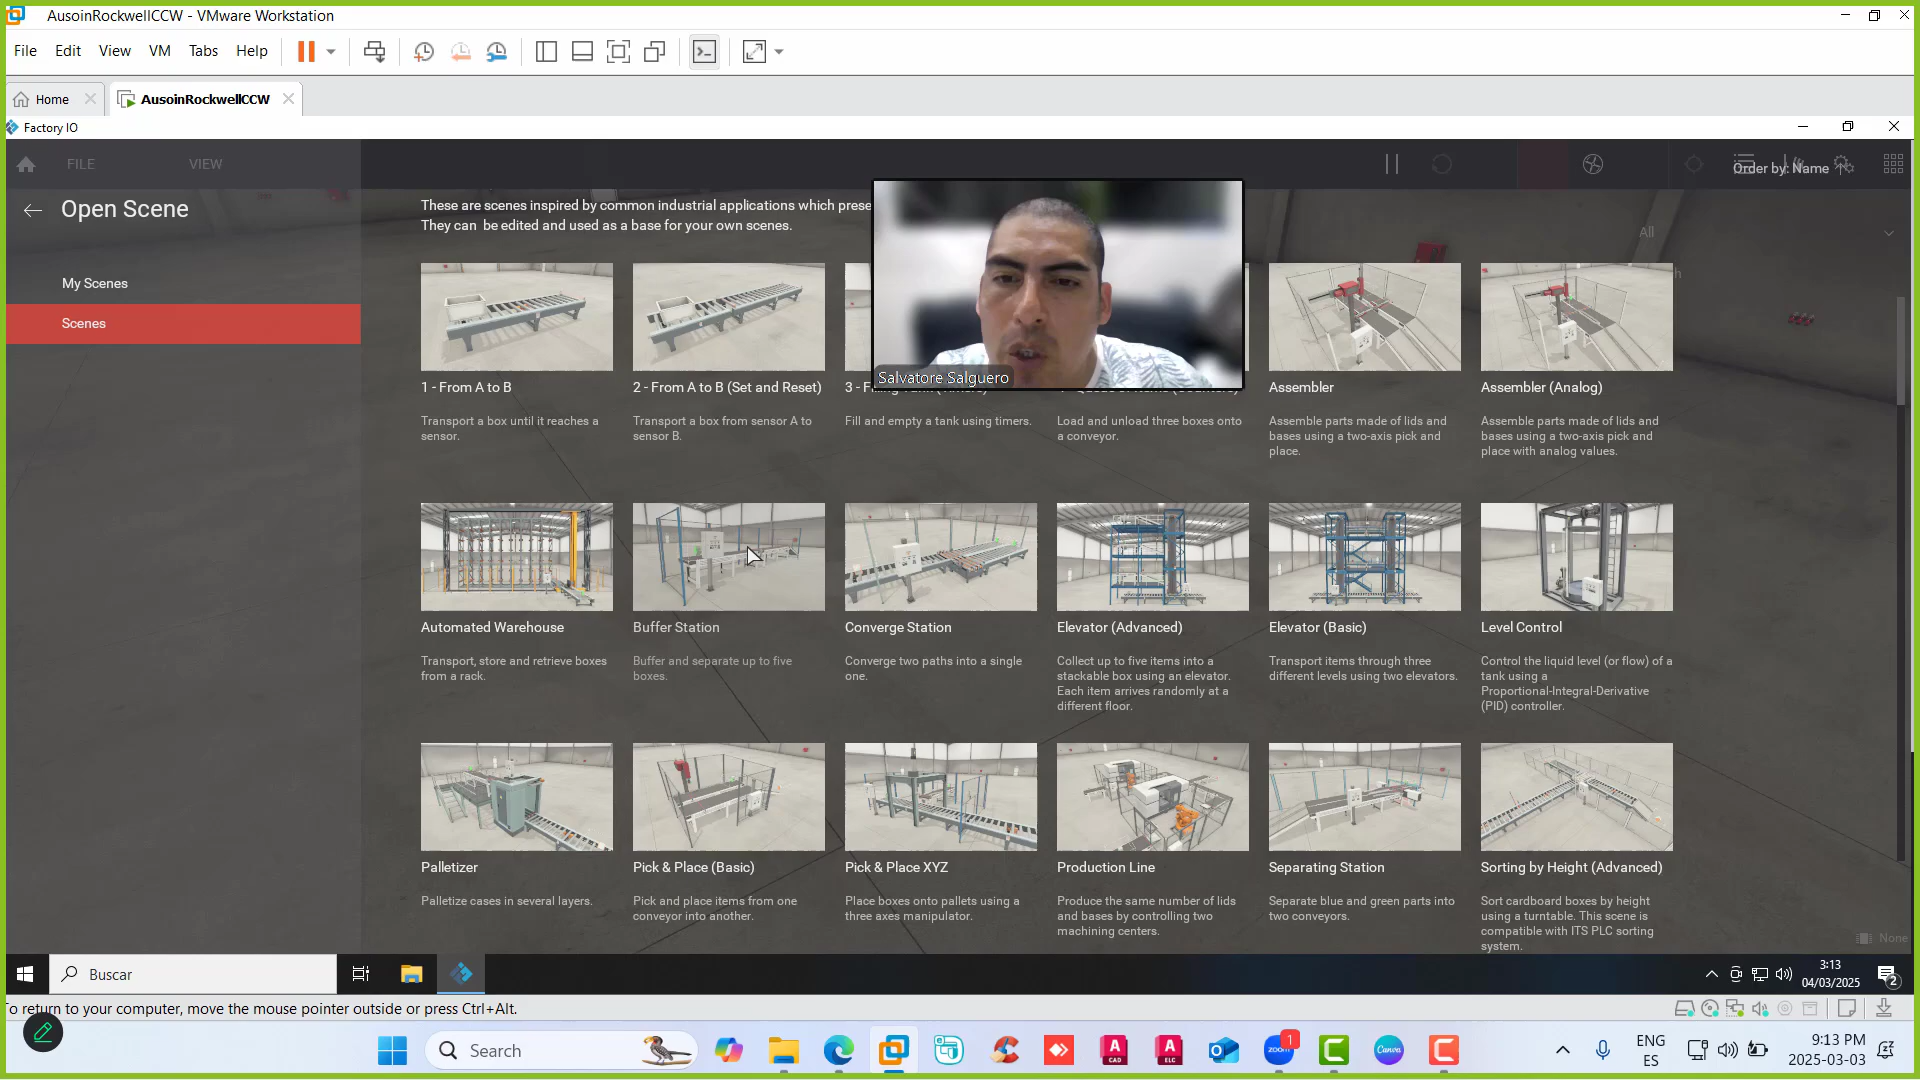 AusoinRockwellCCW - VMware Workstation
File Edit View VM Tabs Help
Home
AusoinRockwellCCW
Factory IO
FILE VIEW
Order by: Name
Open Scene
My Scenes
Scenes
These are scenes inspired by common industrial applications which prese
They can be edited and used as a base for your own scenes.
All
Salvatore Salguero
1 - From A to B
Transport a box until it reaches a
sensor.
2 - From A to B (Set and Reset)
Transport a box from sensor A to
sensor B.
Fill and empty a tank using timers.
Load and unload three boxes onto
a conveyor.
Assembler
Assemble parts made of lids and
bases using a two-axis pick and
place.
Assembler (Analog)
Assemble parts made of lids and
bases using a two-axis pick and
place with analog values.
Automated Warehouse
Transport, store and retrieve boxes
from a rack.
Buffer Station
Buffer and separate up to five
boxes.
Converge Station
Converge two paths into a single
one.
Elevator (Advanced)
Collect up to five items into a
stackable box using an elevator.
Each item arrives randomly at a
different floor.
Elevator (Basic)
Transport items through three
different levels using two elevators.
Level Control
Control the liquid level (or flow) of a
tank using a
Proportional-Integral-Derivative
(PID) controller.
Palletizer
Palletize cases in several layers.
Pick & Place (Basic)
Pick and place items from one
conveyor into another.
Pick & Place XYZ
Place boxes onto pallets using a
three axes manipulator.
Production Line
Produce the same number of lids
and bases by controlling two
machining centers.
Separating Station
Separate blue and green parts into
two conveyors.
Sorting by Height (Advanced)
Sort cardboard boxes by height
using a turntable. This scene is
compatible with ITS PLC sorting
system.
None
Buscar
3:13
04/03/2025
2
To return to your computer, move the mouse pointer outside or press Ctrl+Alt.
Search
CAD
ELC
zoom
1
Canva
ENG
ES
9:13 PM
2025-03-03